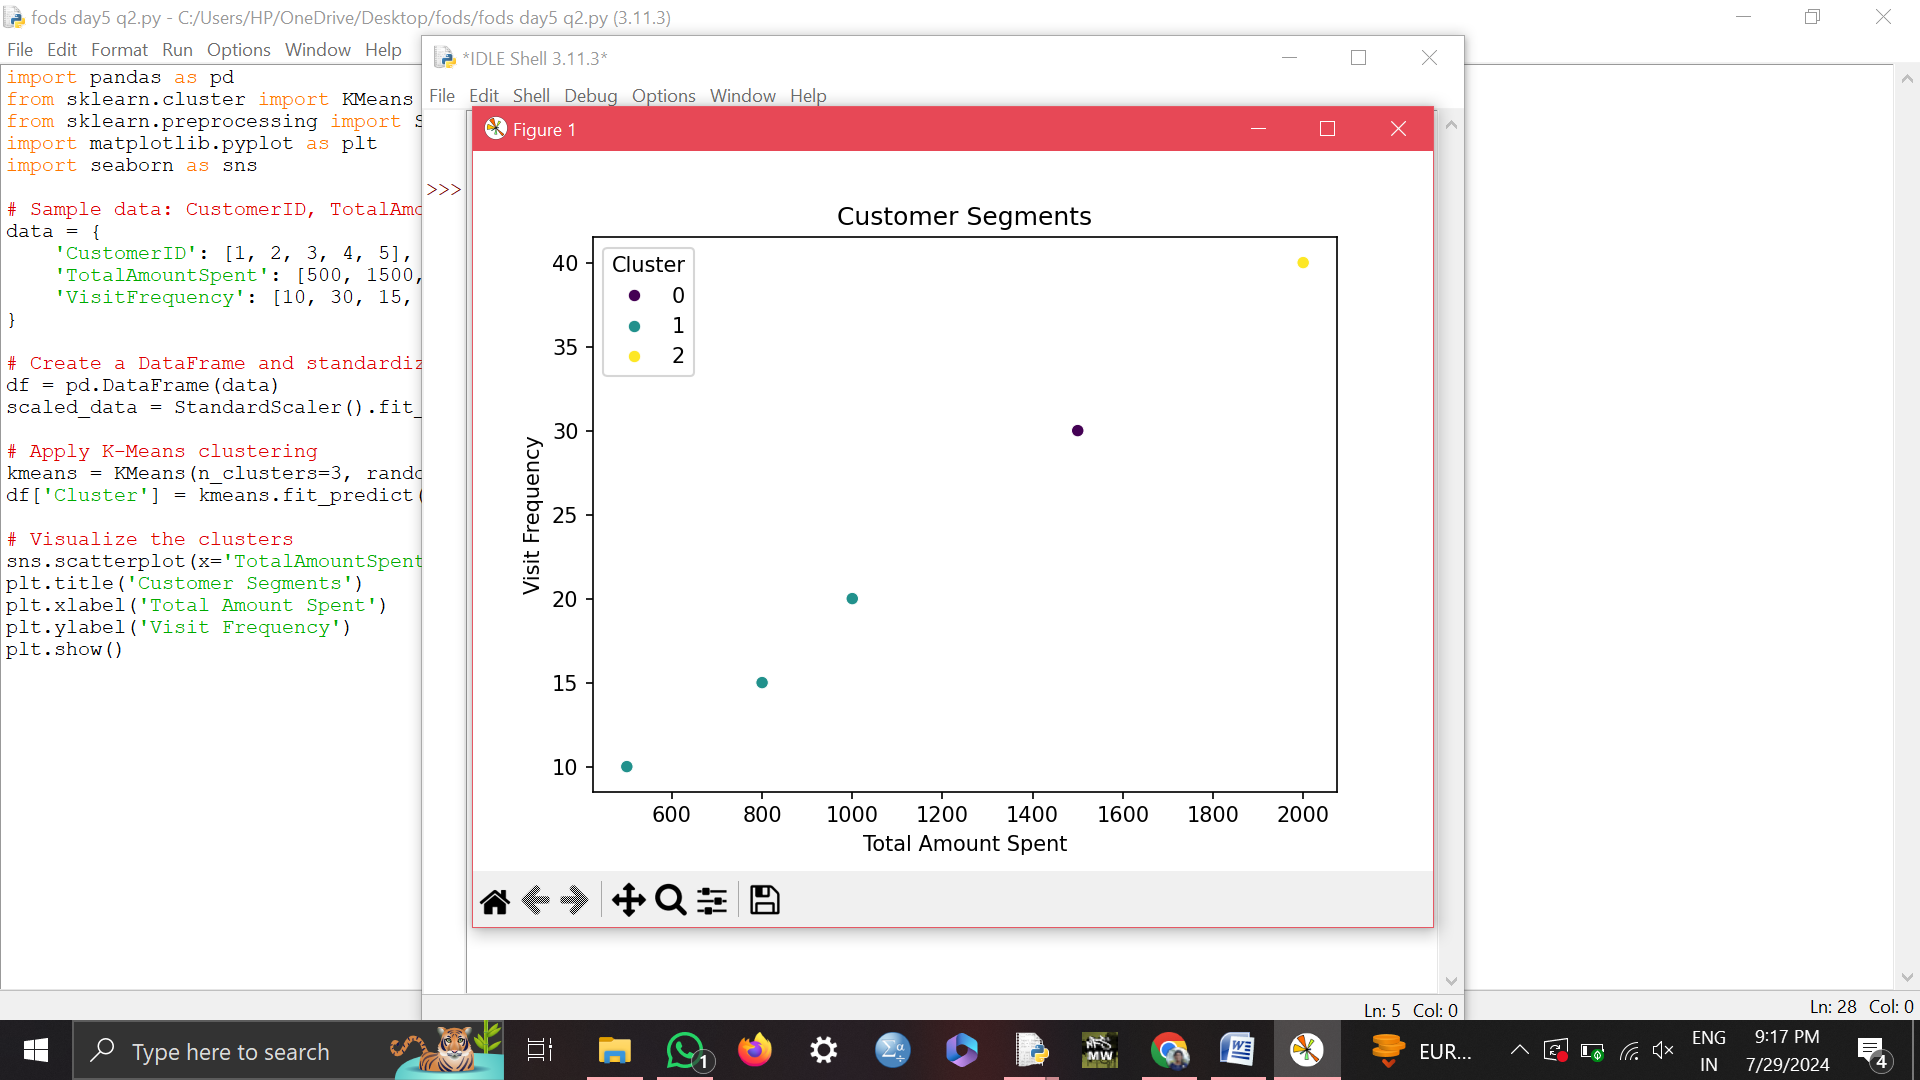 fods day5 q2.py - C:/Users/HP/OneDrive/Desktop/fods/fods day5 q2.py (3.11.3)
File Edit Format Run Options Window Help
import pandas as pd
from sklearn.cluster import KMeans
from sklearn.preprocessing import S
import matplotlib.pyplot as plt
import seaborn as sns
# Sample data: CustomerID, TotalAmo
data = {
    'CustomerID': [1, 2, 3, 4, 5],
    'TotalAmountSpent': [500, 1500,
    'VisitFrequency': [10, 30, 15,
}
# Create a DataFrame and standardiz
df = pd.DataFrame(data)
scaled_data = StandardScaler().fit_
# Apply K-Means clustering
kmeans = KMeans(n_clusters=3, rando
df['Cluster'] = kmeans.fit_predict(
# Visualize the clusters
sns.scatterplot(x='TotalAmountSpent
plt.title('Customer Segments')
plt.xlabel('Total Amount Spent')
plt.ylabel('Visit Frequency')
plt.show()
*IDLE Shell 3.11.3*
File Edit Shell Debug Options Window Help
>>>
Figure 1
Customer Segments
Cluster
0
1
2
Visit Frequency
40
35
30
25
20
15
10
600 800 1000 1200 1400 1600 1800 2000
Total Amount Spent
Ln: 5 Col: 0
Ln: 28 Col: 0
Type here to search
1
MW
EUR...
ENG
IN
9:17 PM
7/29/2024
4